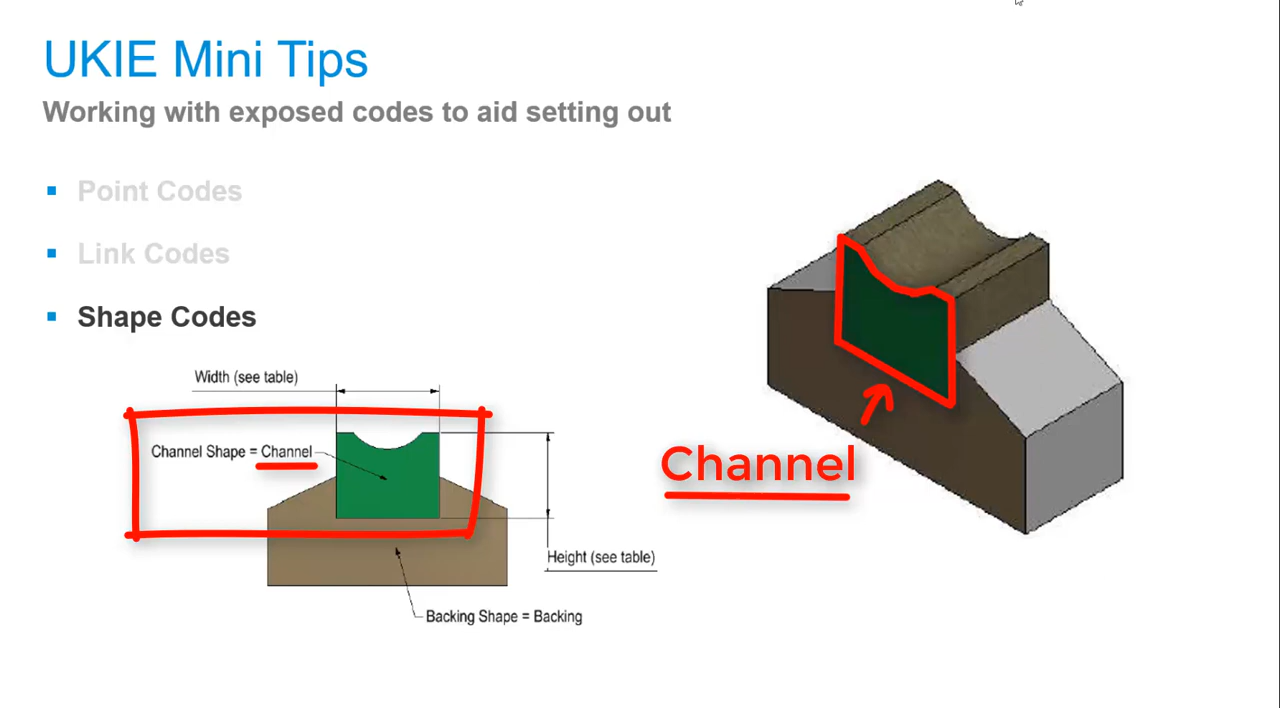 UKIE Mini Tips
Working with exposed codes to aid setting out
Point Codes
Link Codes
Shape Codes
Width (see table)
Channel Shape = Channel
Channel
Height (see table)
Backing Shape = Backing